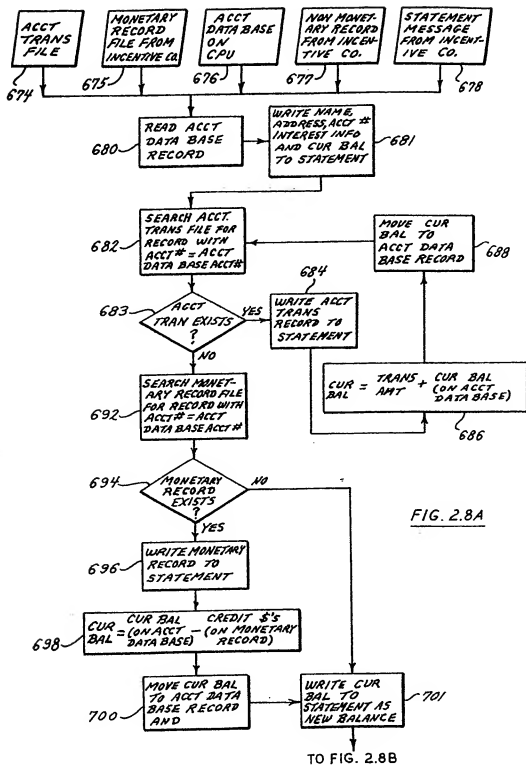 ACCT
TRANS
FILE
674
MONETARY
RECORD
FILE FROM
INCENTIVE CO.
675
ACCT
DATA BASE
ON
CPU
676
NON MONE-
TARY RECORD
FROM INCEN-
TIVE CO.
677
STATEMENT
MESSAGE
FROM INCENT-
IVE CO.
678
READ ACCT
DATA BASE
RECORD
680
WRITE NAME,
ADDRESS, ACCT #
INTEREST INFO
AND CUR BAL
TO STATEMENT
681
SEARCH ACCT.
TRANS FILE FOR
RECORD WITH
ACCT# = ACCT
DATA BASE ACCT#
682
MOVE CUR
BAL TO
ACCT DATA
BASE RECORD
688
ACCT
TRAN EXISTS
?
683
YES
NO
684
WRITE ACCT
TRANS
RECORD TO
STATEMENT
CUR BAL = TRANS AMT + CUR BAL (ON ACCT DATA BASE)
686
SEARCH MONET-
ARY RECORD FILE
FOR RECORD WITH
ACCT# = ACCT
DATA BASE ACCT #
692
MONETARY
RECORD
EXISTS
?
694
NO
YES
FIG. 2.8A
WRITE MONETARY
RECORD TO
STATEMENT
696
CUR BAL = CUR BAL (ON ACCT DATA BASE) - CREDIT $'S (ON MONETARY RECORD)
698
MOVE CUR BAL
TO ACCT DATA
BASE RECORD
AND
700
WRITE CUR
BAL TO
STATEMENT AS
NEW BALANCE
701
TO FIG. 2.8B